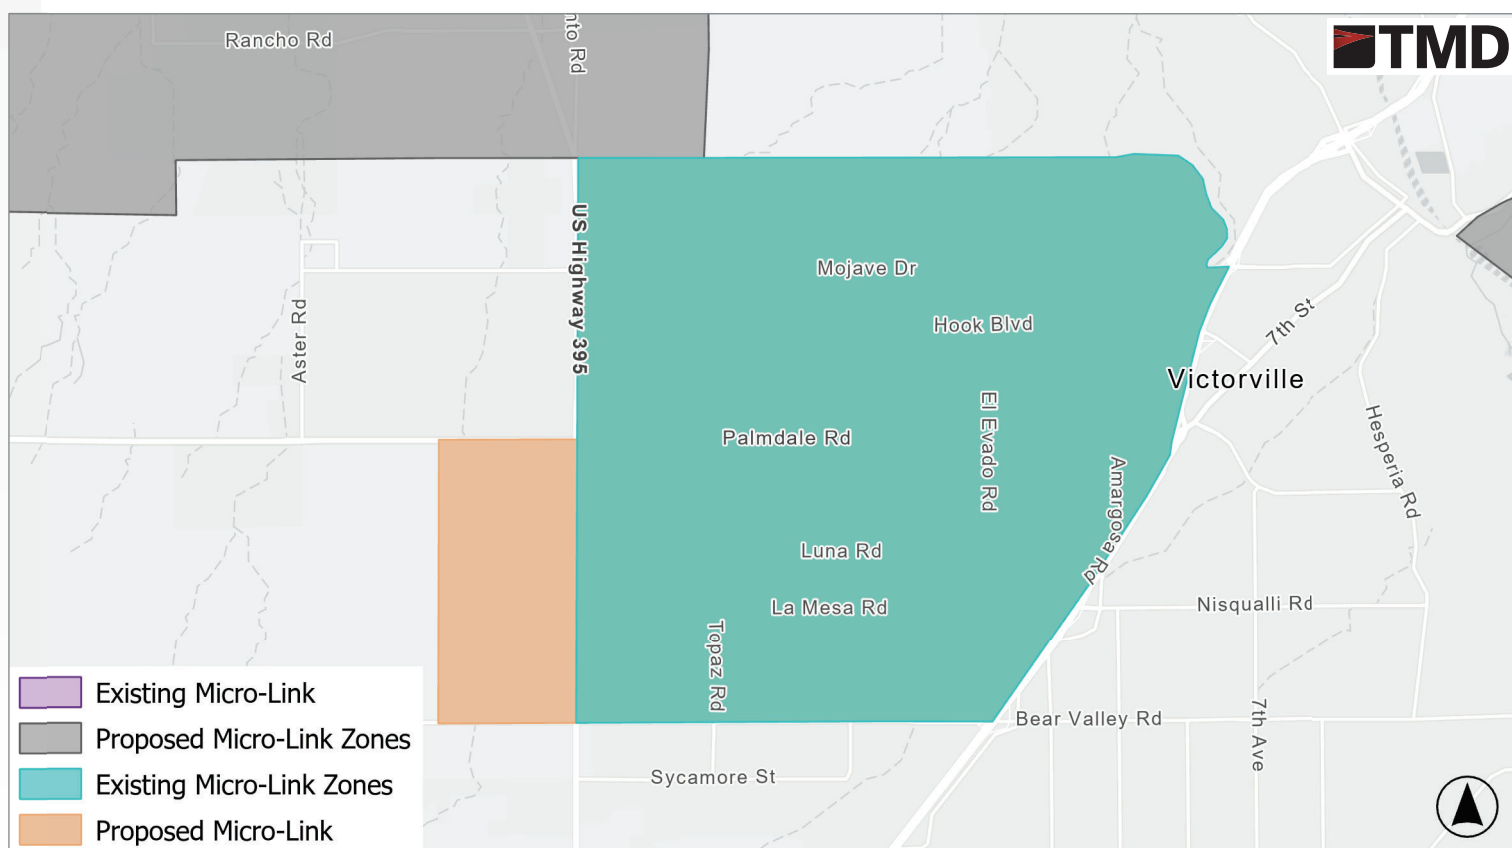 Rancho Rd
nto Rd
TMD
US Highway 395
Mojave Dr
Hook Blvd
Aster Rd
7th St
Victorville
El Evado Rd
Palmdale Rd
Hesperia Rd
Amargosa Rd
Luna Rd
La Mesa Rd
Nisqualli Rd
Topaz Rd
Bear Valley Rd
7th Ave
Sycamore St
Existing Micro-Link
Proposed Micro-Link Zones
Existing Micro-Link Zones
Proposed Micro-Link